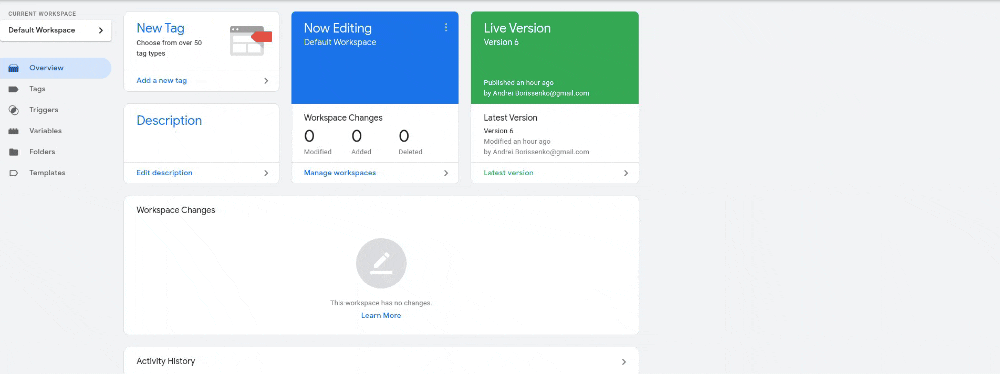 CURRENT WORKSPACE
Default Workspace
Overview
Tags
Triggers
Variables
Folders
Templates
New Tag
Choose from over 50
tag types
Add a new tag
Description
Edit description
Now Editing
Default Workspace
Workspace Changes
0 0 0
Modified Added Deleted
Manage workspaces
Live Version
Version 6
Published an hour ago
by Andrei.Borissenko@gmail.com
Latest Version
Version 6
Modified an hour ago
by Andrei.Borissenko@gmail.com
Latest version
Workspace Changes
This workspace has no changes.
Learn More
Activity History